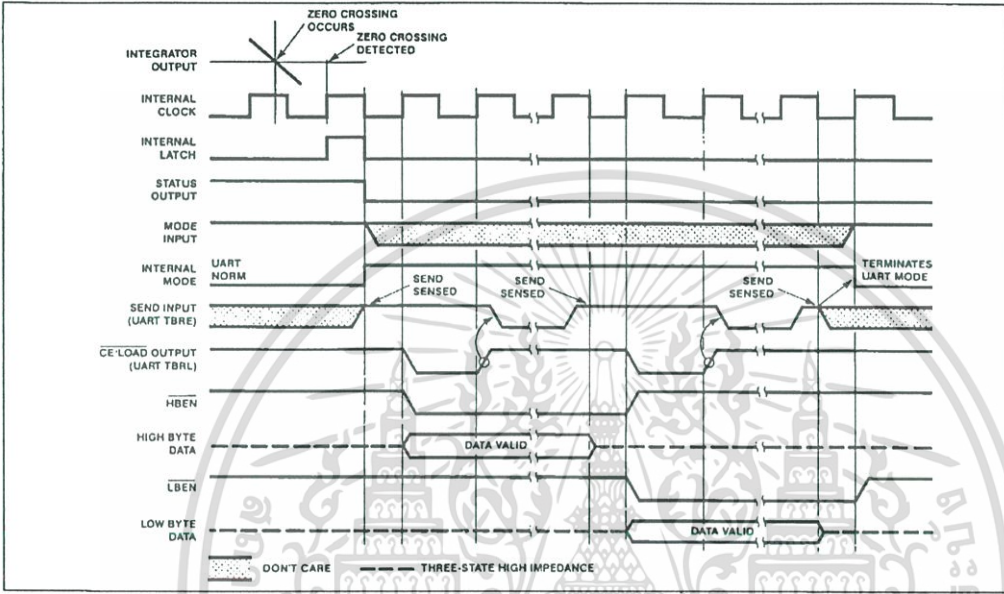 ZERO CROSSING
OCCURS
ZERO CROSSING
DETECTED
INTEGRATOR
OUTPUT
INTERNAL
CLOCK
INTERNAL
LATCH
STATUS
OUTPUT
MODE
INPUT
INTERNAL
MODE
UART
NORM
TERMINATES
UART MODE
SEND
SENSED
SEND
SENSED
SEND
SENSED
SEND INPUT
(UART TBRE)
CE/LOAD OUTPUT
(UART TBRL)
HBEN
HIGH BYTE
DATA
DATA VALID
LBEN
LOW BYTE
DATA
DATA VALID
DON'T CARE
THREE-STATE HIGH IMPEDANCE